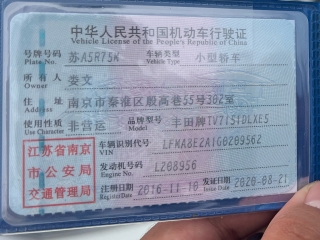 中华人民共和国机动车行驶证
Vehicle License of the People's Republic of China
号牌号码 苏A5R75K 车辆类型 小型轿车
Plate No. Vehicle Type
所有人 娄文
Owner
住址 南京市秦淮区殷高巷55号302室
Address
使用性质 非营运 品牌型号 丰田牌TV7151DLXE5
Use Character Model
江苏省南京市公安局交通管理局
车辆识别代号 LFMA8E2A1G0209562
VIN
发动机号码 LZ08956
Engine No.
注册日期 2016-11-10 发证日期 2020-08-21
Register Date Issue Date